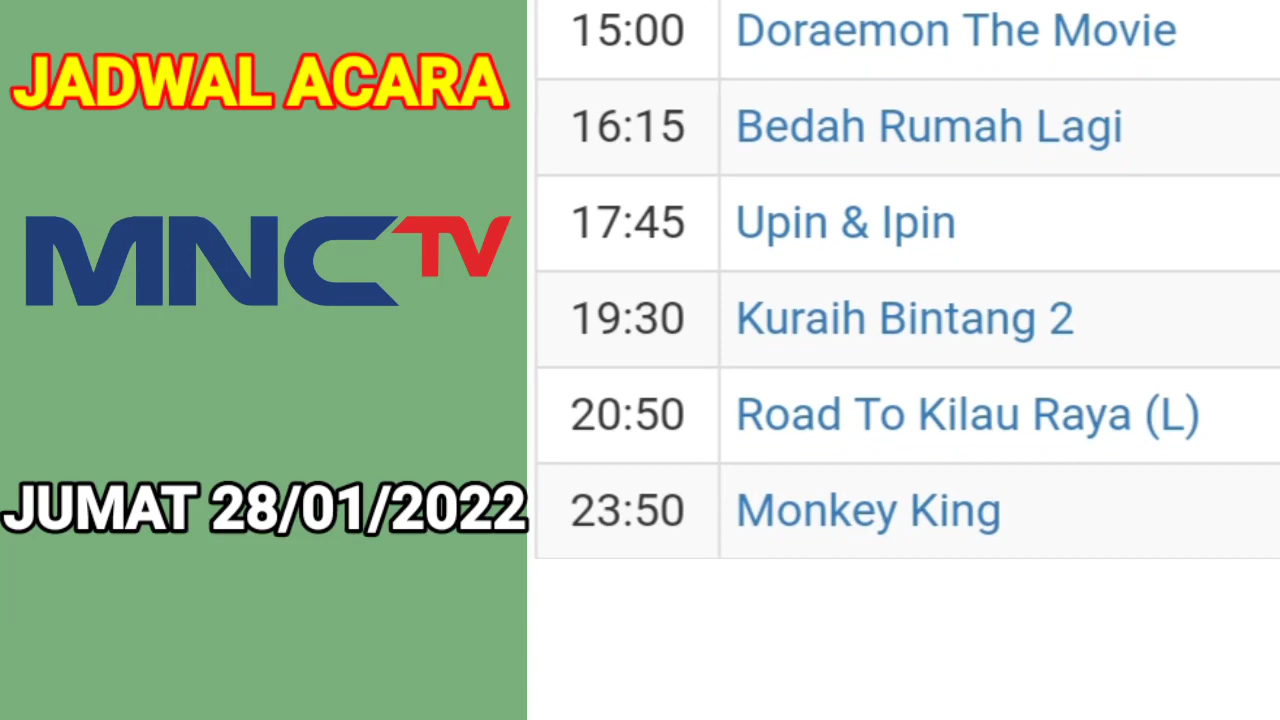 JADWAL ACARA
MNCTV
JUMAT 28/01/2022
15:00 Doraemon The Movie
16:15 Bedah Rumah Lagi
17:45 Upin & Ipin
19:30 Kuraih Bintang 2
20:50 Road To Kilau Raya (L)
23:50 Monkey King